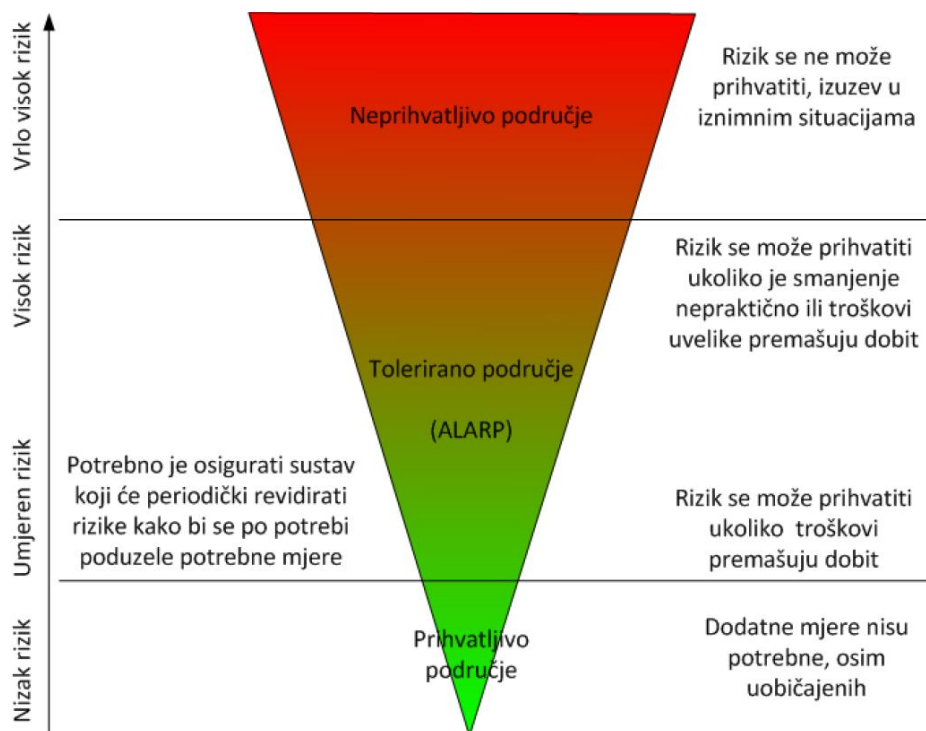 Vrlo visok rizik
Neprihvatljivo područje
Rizik se ne može
prihvatiti, izuzev u
iznimnim situacijama
Visok rizik
Rizik se može prihvatiti
ukoliko je smanjenje
nepraktično ili troškovi
uvelike premašuju dobit
Tolerirano područje
(ALARP)
Umjeren rizik
Potrebno je osigurati sustav
koji će periodički revidirati
rizike kako bi se po potrebi
poduzele potrebne mjere
Rizik se može prihvatiti
ukoliko troškovi
premašuju dobit
Nizak rizik
Prihvatljivo
područje
Dodatne mjere nisu
potrebne, osim
uobičajenih